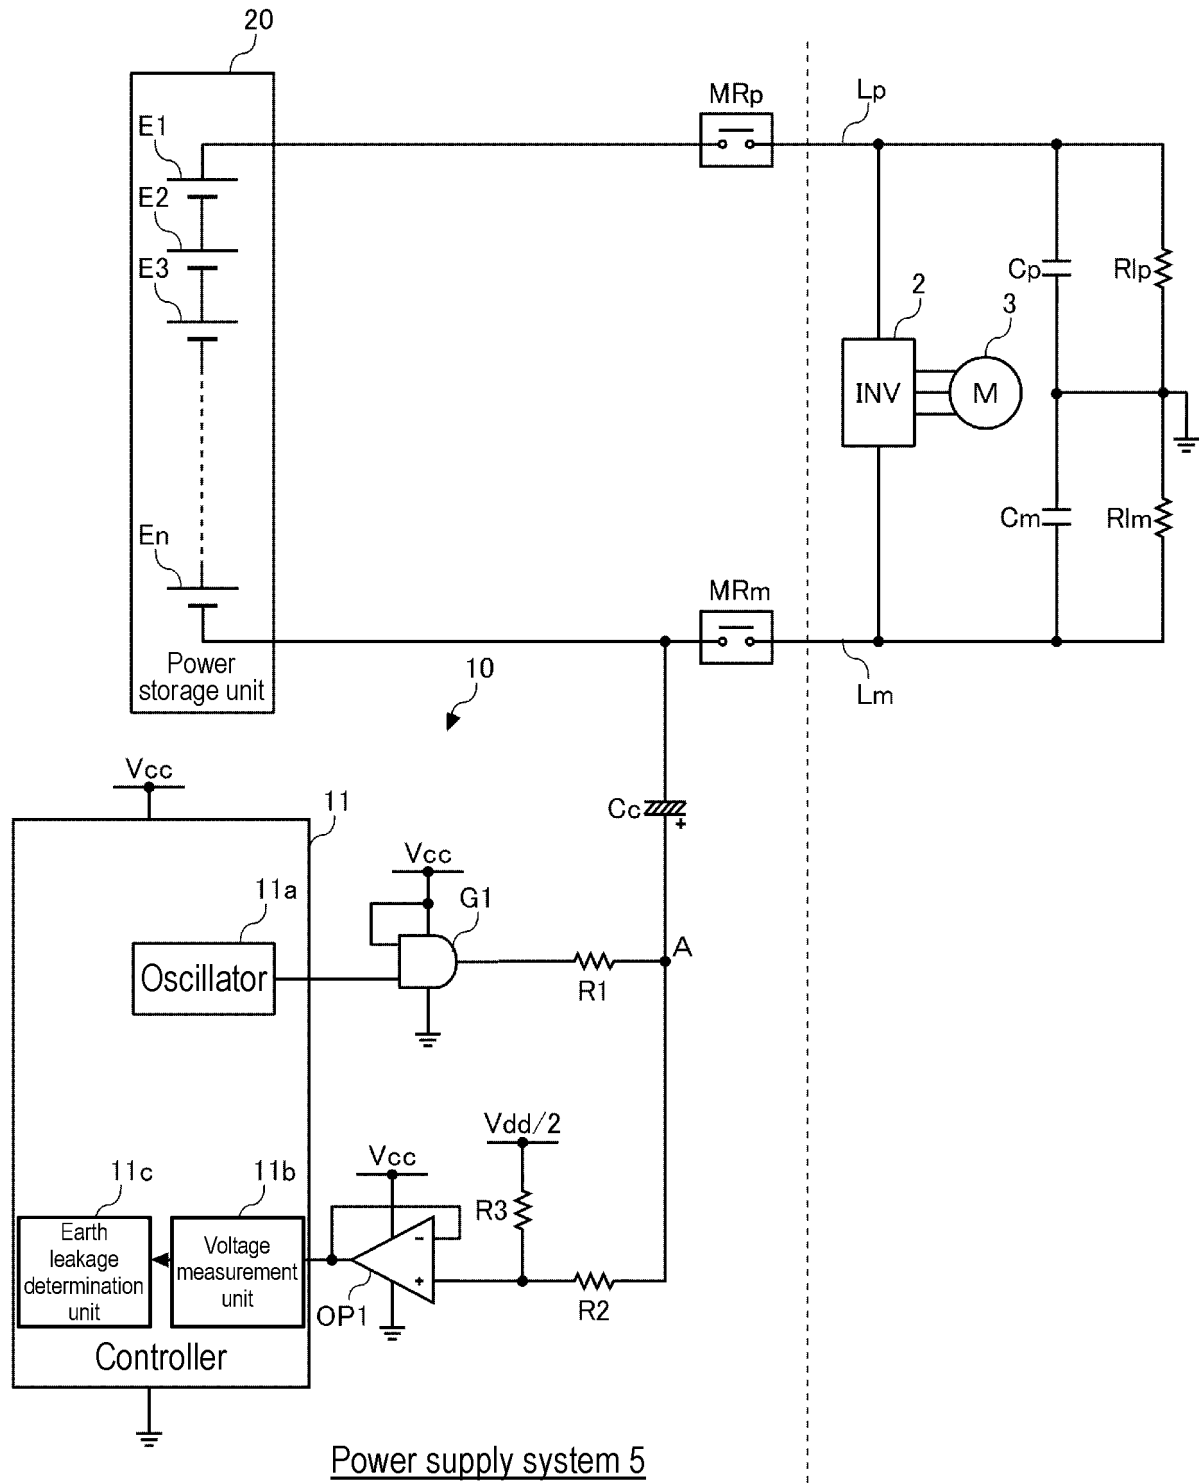 20
E1
E2
E3
En
Power
storage unit
MRp
Lp
Cp
RIp
2
3
INV
M
Cm
RIm
MRm
Lm
10
Cc
+
Vcc
11
11a
Oscillator
Vcc
G1
R1
A
Vdd/2
R3
Vcc
-
+
OP1
R2
11c
11b
Earth
leakage
determination
unit
Voltage
measurement
unit
Controller
Power supply system 5